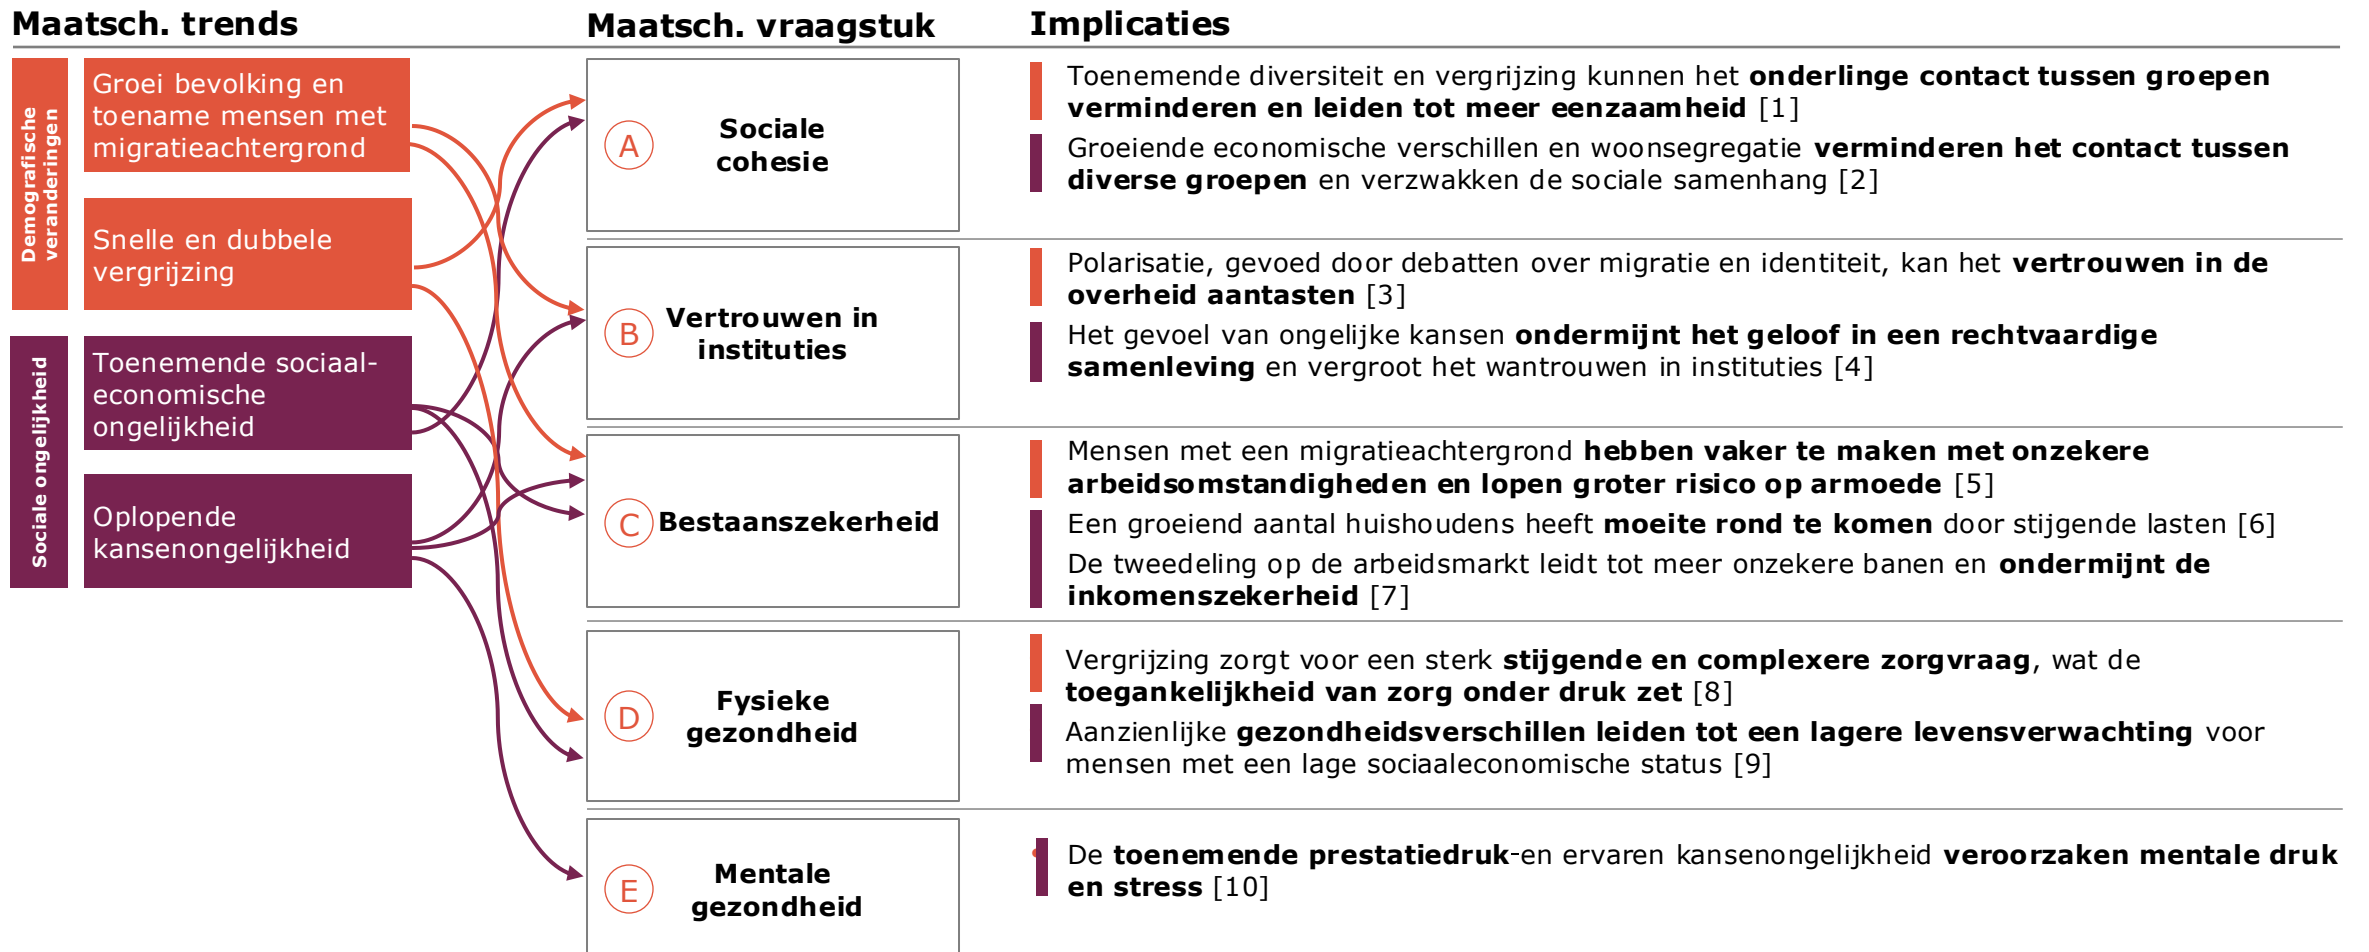 Maatsch. trends
Maatsch. vraagstuk
Implicaties
Demografische
veranderingen
Groei bevolking en
toename mensen met
migratieachtergrond
Snelle en dubbele
vergrijzing
Sociale ongelijkheid
Toenemende sociaal-
economische
ongelijkheid
Oplopende
kansenongelijkheid
A
Sociale
cohesie
Toenemende diversiteit en vergrijzing kunnen het onderlinge contact tussen groepen
verminderen en leiden tot meer eenzaamheid [1]
Groeiende economische verschillen en woonsegregatie verminderen het contact tussen
diverse groepen en verzwakken de sociale samenhang [2]
B
Vertrouwen in
instituties
Polarisatie, gevoed door debatten over migratie en identiteit, kan het vertrouwen in de
overheid aantasten [3]
Het gevoel van ongelijke kansen ondermijnt het geloof in een rechtvaardige
samenleving en vergroot het wantrouwen in instituties [4]
C
Bestaanszekerheid
Mensen met een migratieachtergrond hebben vaker te maken met onzekere
arbeidsomstandigheden en lopen groter risico op armoede [5]
Een groeiend aantal huishoudens heeft moeite rond te komen door stijgende lasten [6]
De tweedeling op de arbeidsmarkt leidt tot meer onzekere banen en ondermijnt de
inkomenszekerheid [7]
D
Fysieke
gezondheid
Vergrijzing zorgt voor een sterk stijgende en complexere zorgvraag, wat de
toegankelijkheid van zorg onder druk zet [8]
Aanzienlijke gezondheidsverschillen leiden tot een lagere levensverwachting voor
mensen met een lage sociaaleconomische status [9]
E
Mentale
gezondheid
De toenemende prestatiedruk-en ervaren kansenongelijkheid veroorzaken mentale druk
en stress [10]